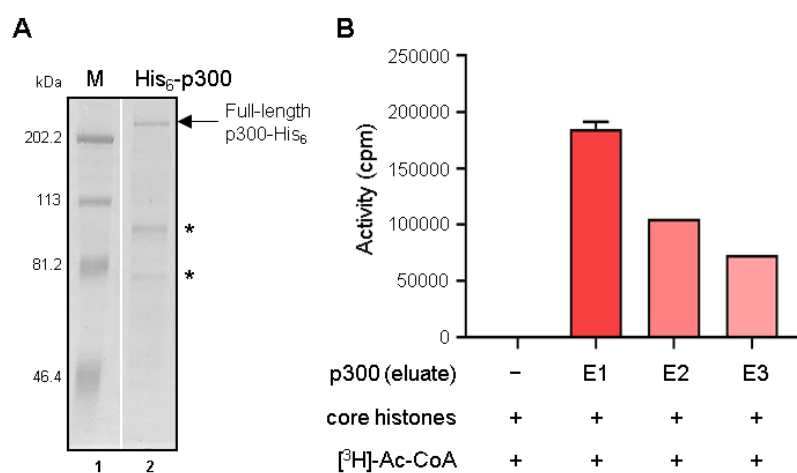 A
kDa
M
His₆-p300
Full-length
p300-His₆
202.2
113
*
81.2
*
46.4
1
2
B
Activity (cpm)
250000
200000
150000
100000
50000
0
p300 (eluate) − E1 E2 E3
core histones + + + +
[³H]-Ac-CoA + + + +